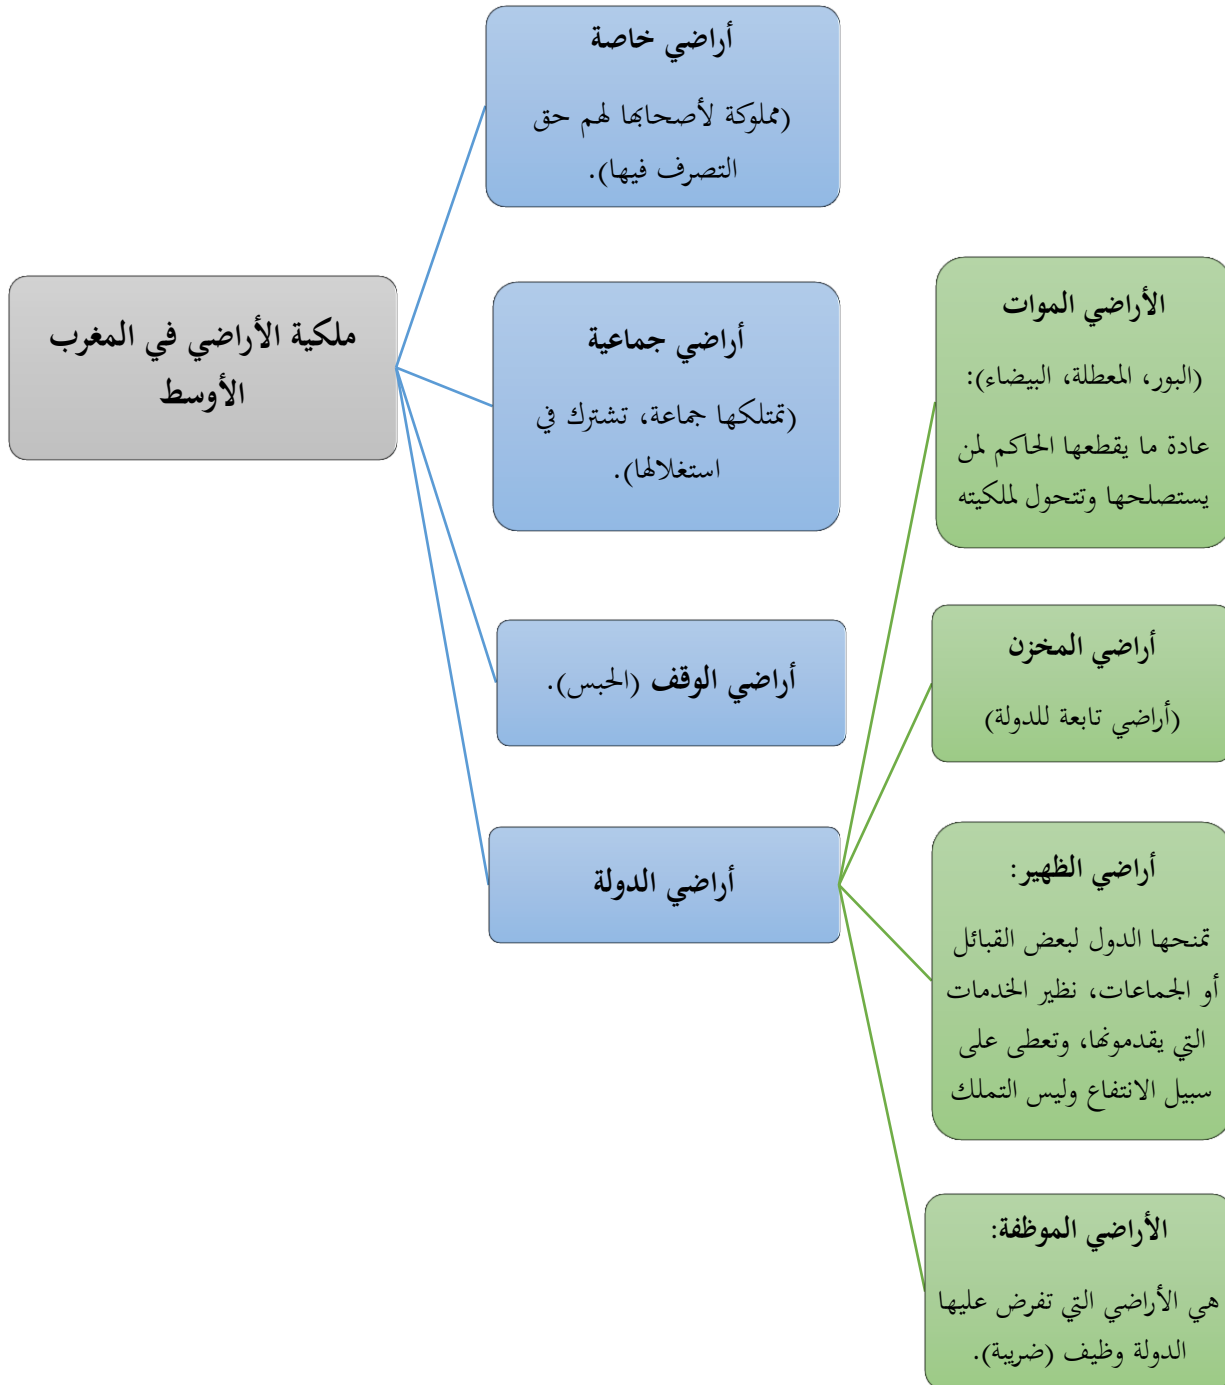 ملكية الأراضي في المغرب
الأوسط
أراضي خاصة
(مملوكة لأصحابها لهم حق
التصرف فيها).
أراضي جماعية
(تمتلكها جماعة، تشترك في
استغلالها).
أراضي الوقف (الحبس).
أراضي الدولة
الأراضي الموات
(البور، المعطلة، البيضاء):
عادة ما يقطعها الحاكم لمن
يستصلحها وتتحول لملكيته
أراضي المخزن
(أراضي تابعة للدولة)
أراضي الظهير:
تمنحها الدول لبعض القبائل
أو الجماعات، نظير الخدمات
التي يقدمونها، وتعطى على
سبيل الانتفاع وليس التملك
الأراضي الموظفة:
هي الأراضي التي تفرض عليها
الدولة وظيف (ضريبة).